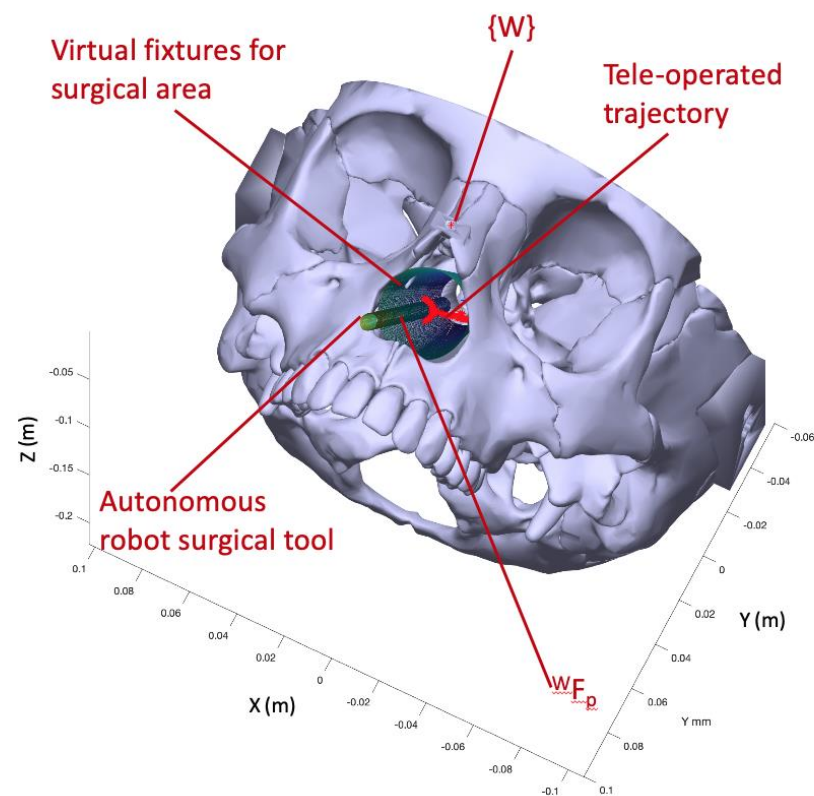 {W}
Virtual fixtures for
surgical area
Tele-operated
trajectory
Z (m)
-0.05
-0.1
-0.15
-0.2
Autonomous
robot surgical tool
0.1
0.08
0.06
0.04
0.02
0
-0.02
-0.04
-0.06
-0.08
-0.1
X (m)
-0.06
-0.04
-0.02
0
0.02
0.04
0.06
0.08
0.1
Y (m)
Y mm
WFp